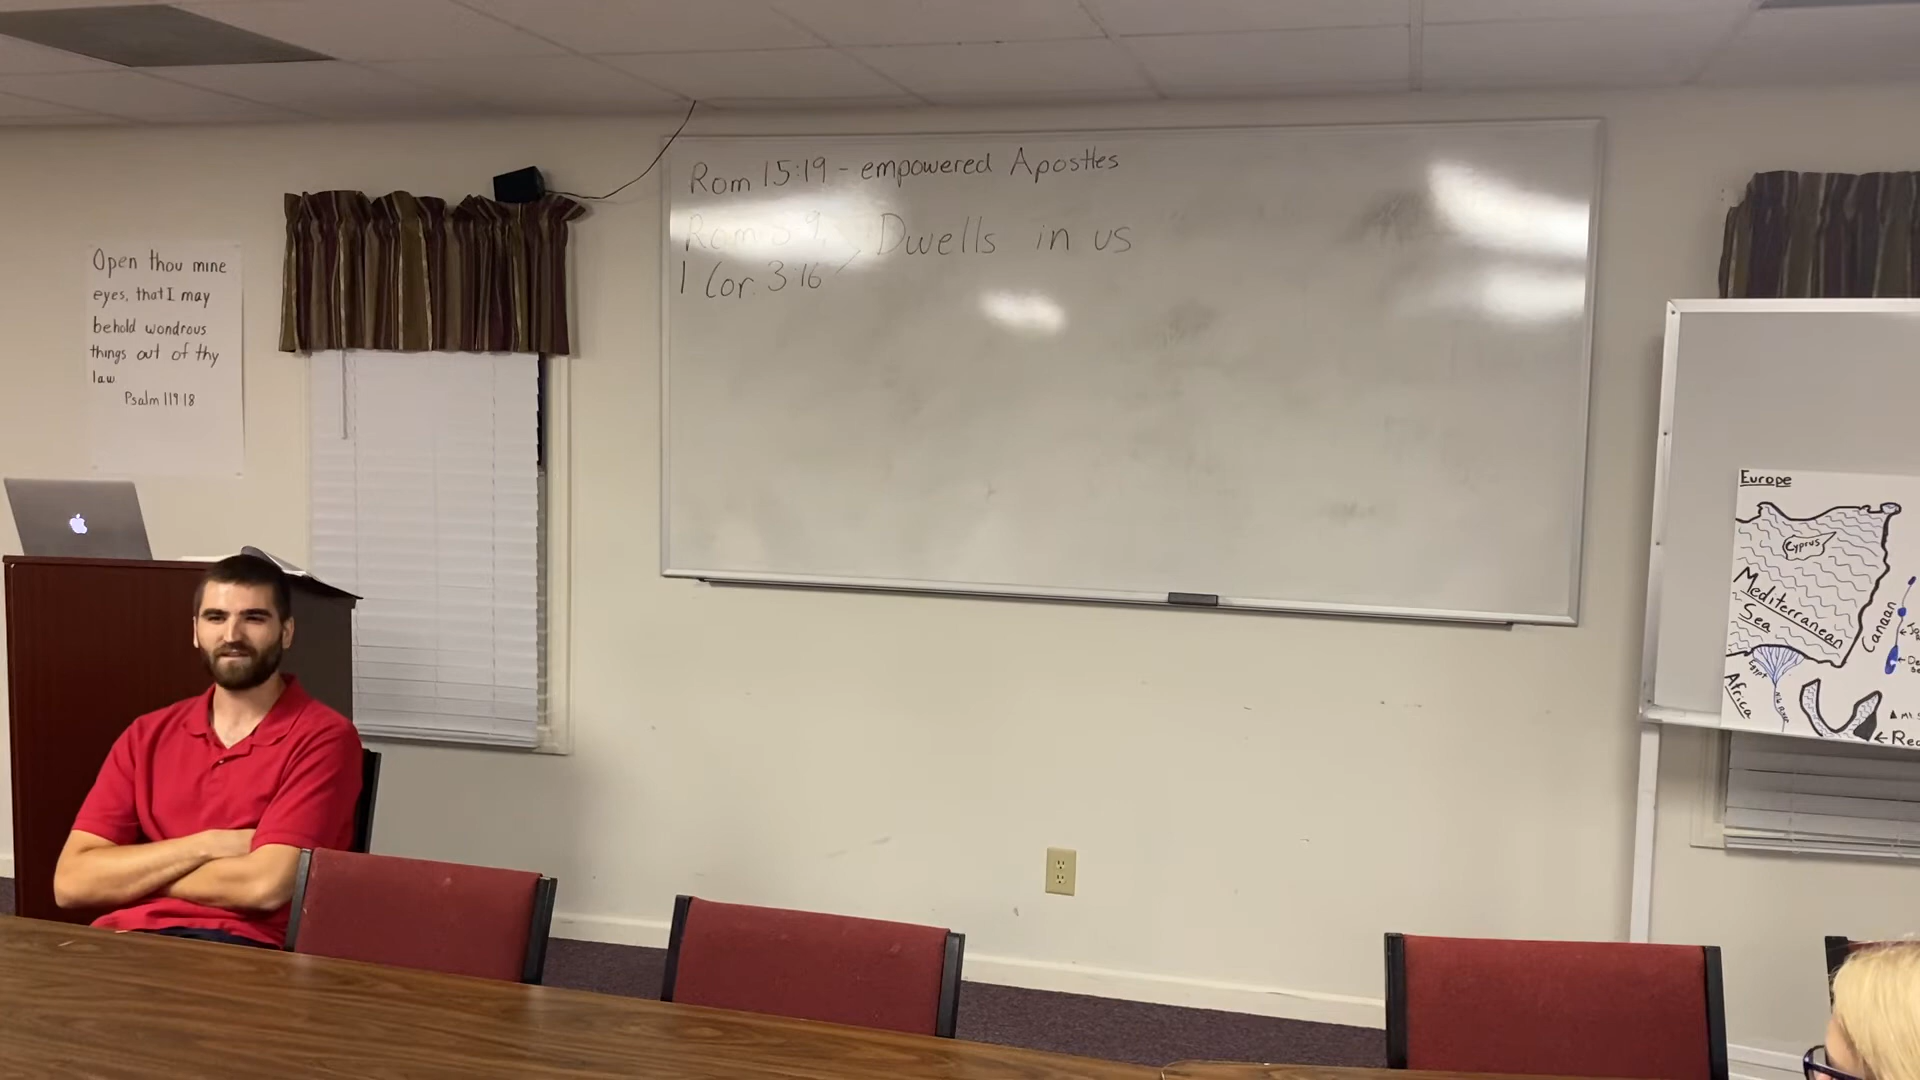 Rom 15:19 - empowered Apostles
Rom 8 9,
Dwells in us
1 Cor. 3:16
Open thou mine
eyes, that I may
behold wondrous
things out of thy
law.
Psalm 119:18
Europe
Cyprus
Mediterranean
Sea
Canaan
Egypt
Africa